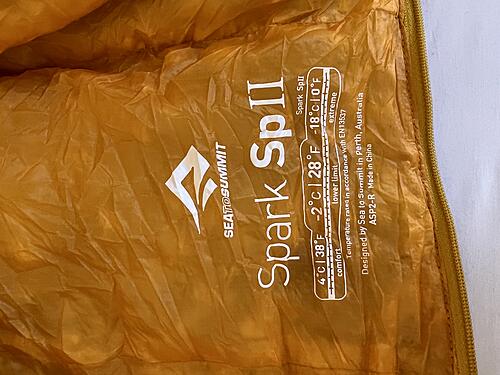 SEA TO SUMMIT
Spark SpII
Spark SpII
4°C | 38°F -2°C | 28°F -18°C | 0°F
comfort lower limit extreme
Temperature rated in accordance with EN13537
Designed by Sea to Summit in Perth, Australia
ASP2-R Made in China